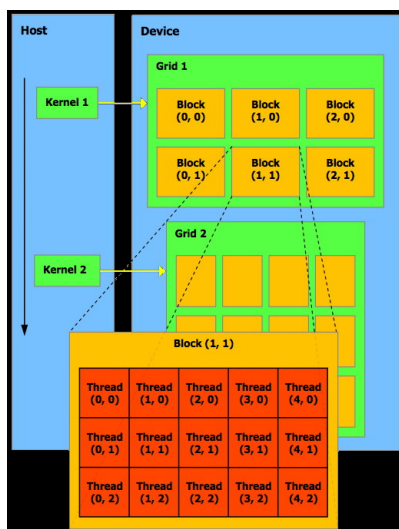 Host
Device
Grid 1
Kernel 1
Block
(0, 0)
Block
(1, 0)
Block
(2, 0)
Block
(0, 1)
Block
(1, 1)
Block
(2, 1)
Grid 2
Kernel 2
Block (1, 1)
Thread
(0, 0)
Thread
(1, 0)
Thread
(2, 0)
Thread
(3, 0)
Thread
(4, 0)
Thread
(0, 1)
Thread
(1, 1)
Thread
(2, 1)
Thread
(3, 1)
Thread
(4, 1)
Thread
(0, 2)
Thread
(1, 2)
Thread
(2, 2)
Thread
(3, 2)
Thread
(4, 2)